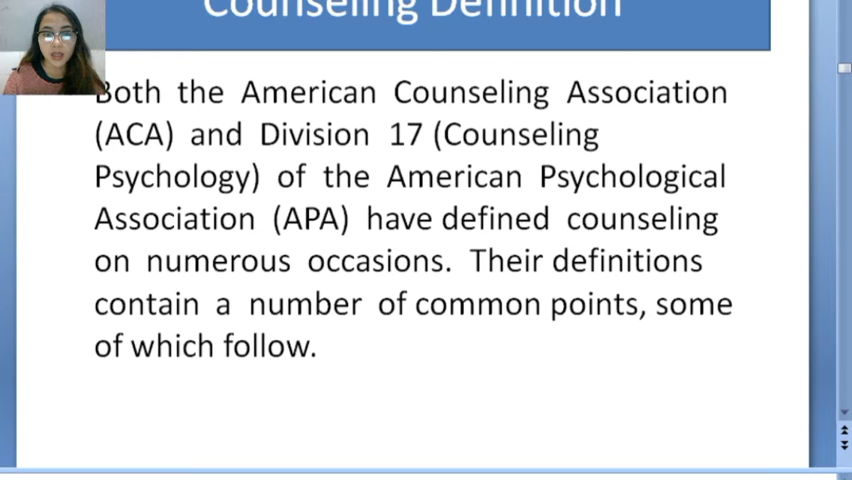 Counseling Definition
Both the American Counseling Association
(ACA) and Division 17 (Counseling
Psychology) of the American Psychological
Association (APA) have defined counseling
on numerous occasions. Their definitions
contain a number of common points, some
of which follow.